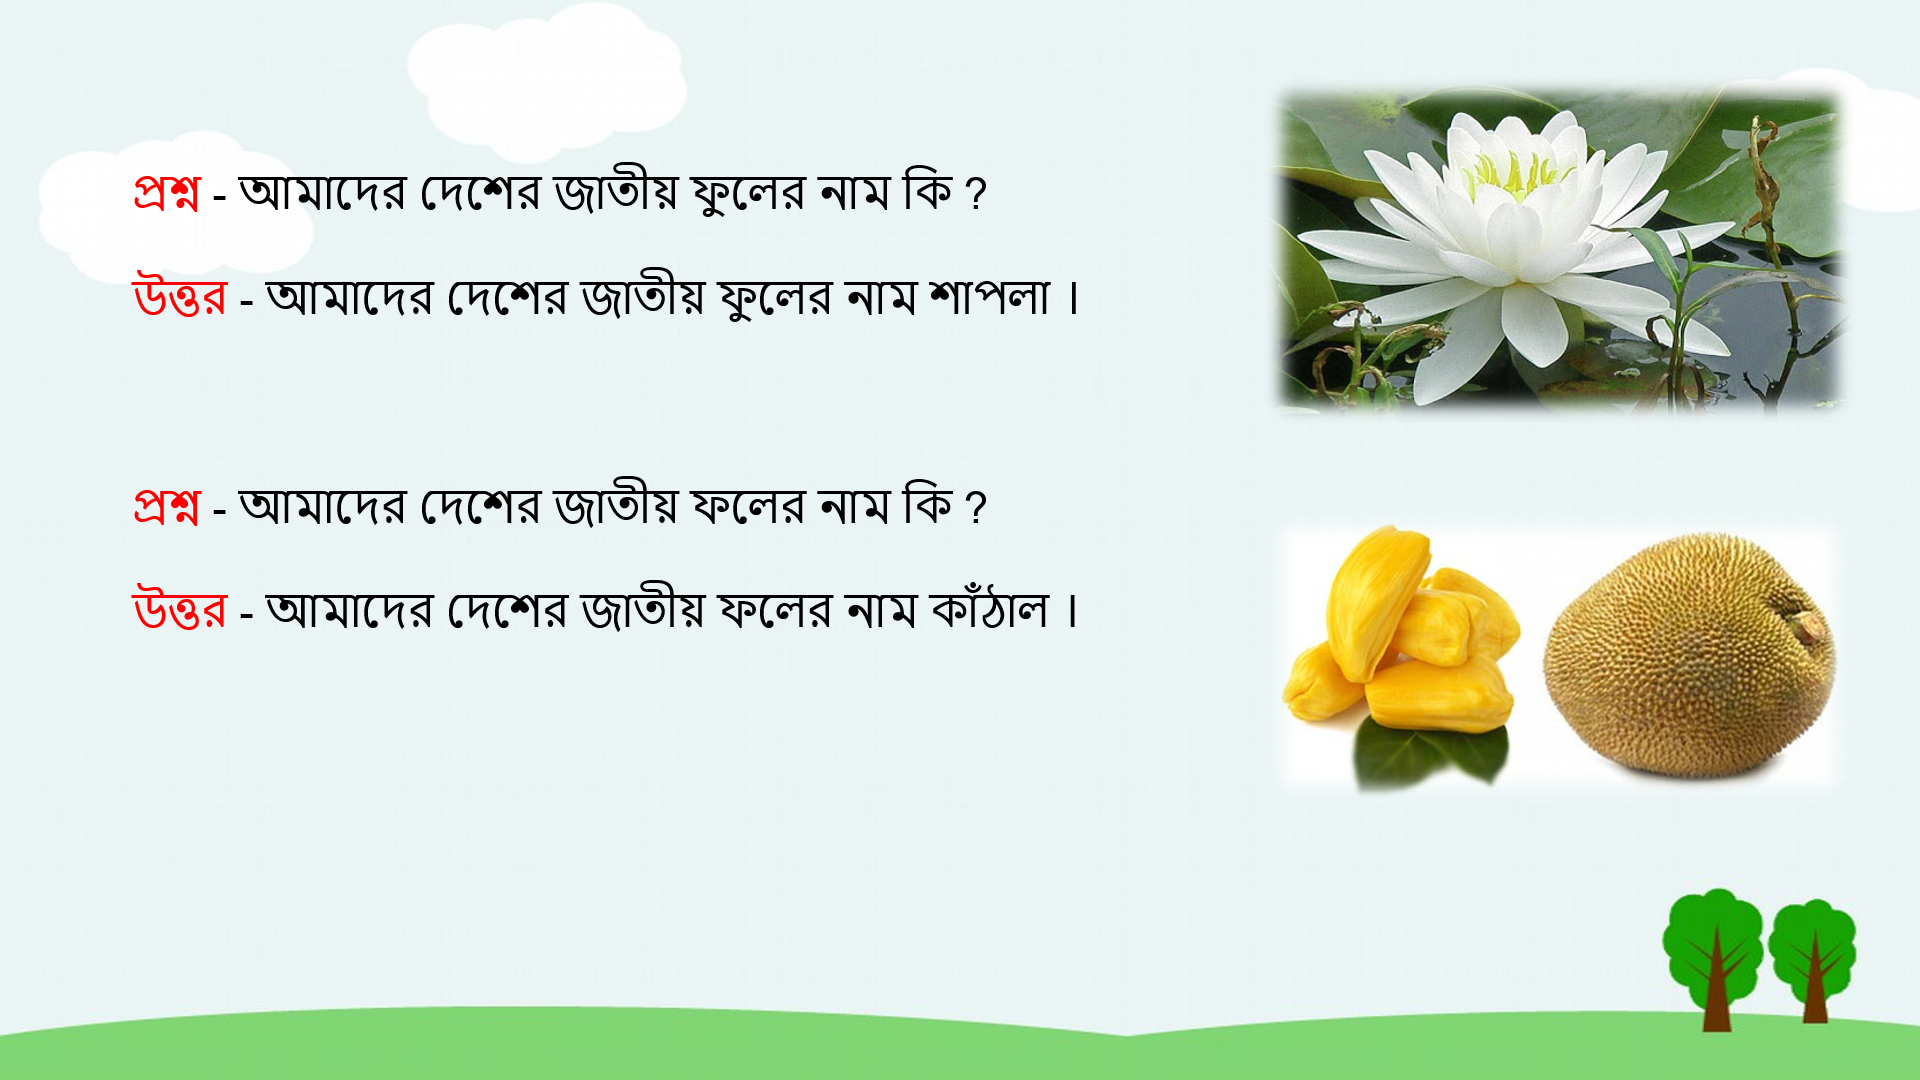 প্রশ্ন - আমাদের দেশের জাতীয় ফুলের নাম কি ?
উত্তর - আমাদের দেশের জাতীয় ফুলের নাম শাপলা ।
প্রশ্ন - আমাদের দেশের জাতীয় ফলের নাম কি ?
উত্তর - আমাদের দেশের জাতীয় ফলের নাম কাঁঠাল ।